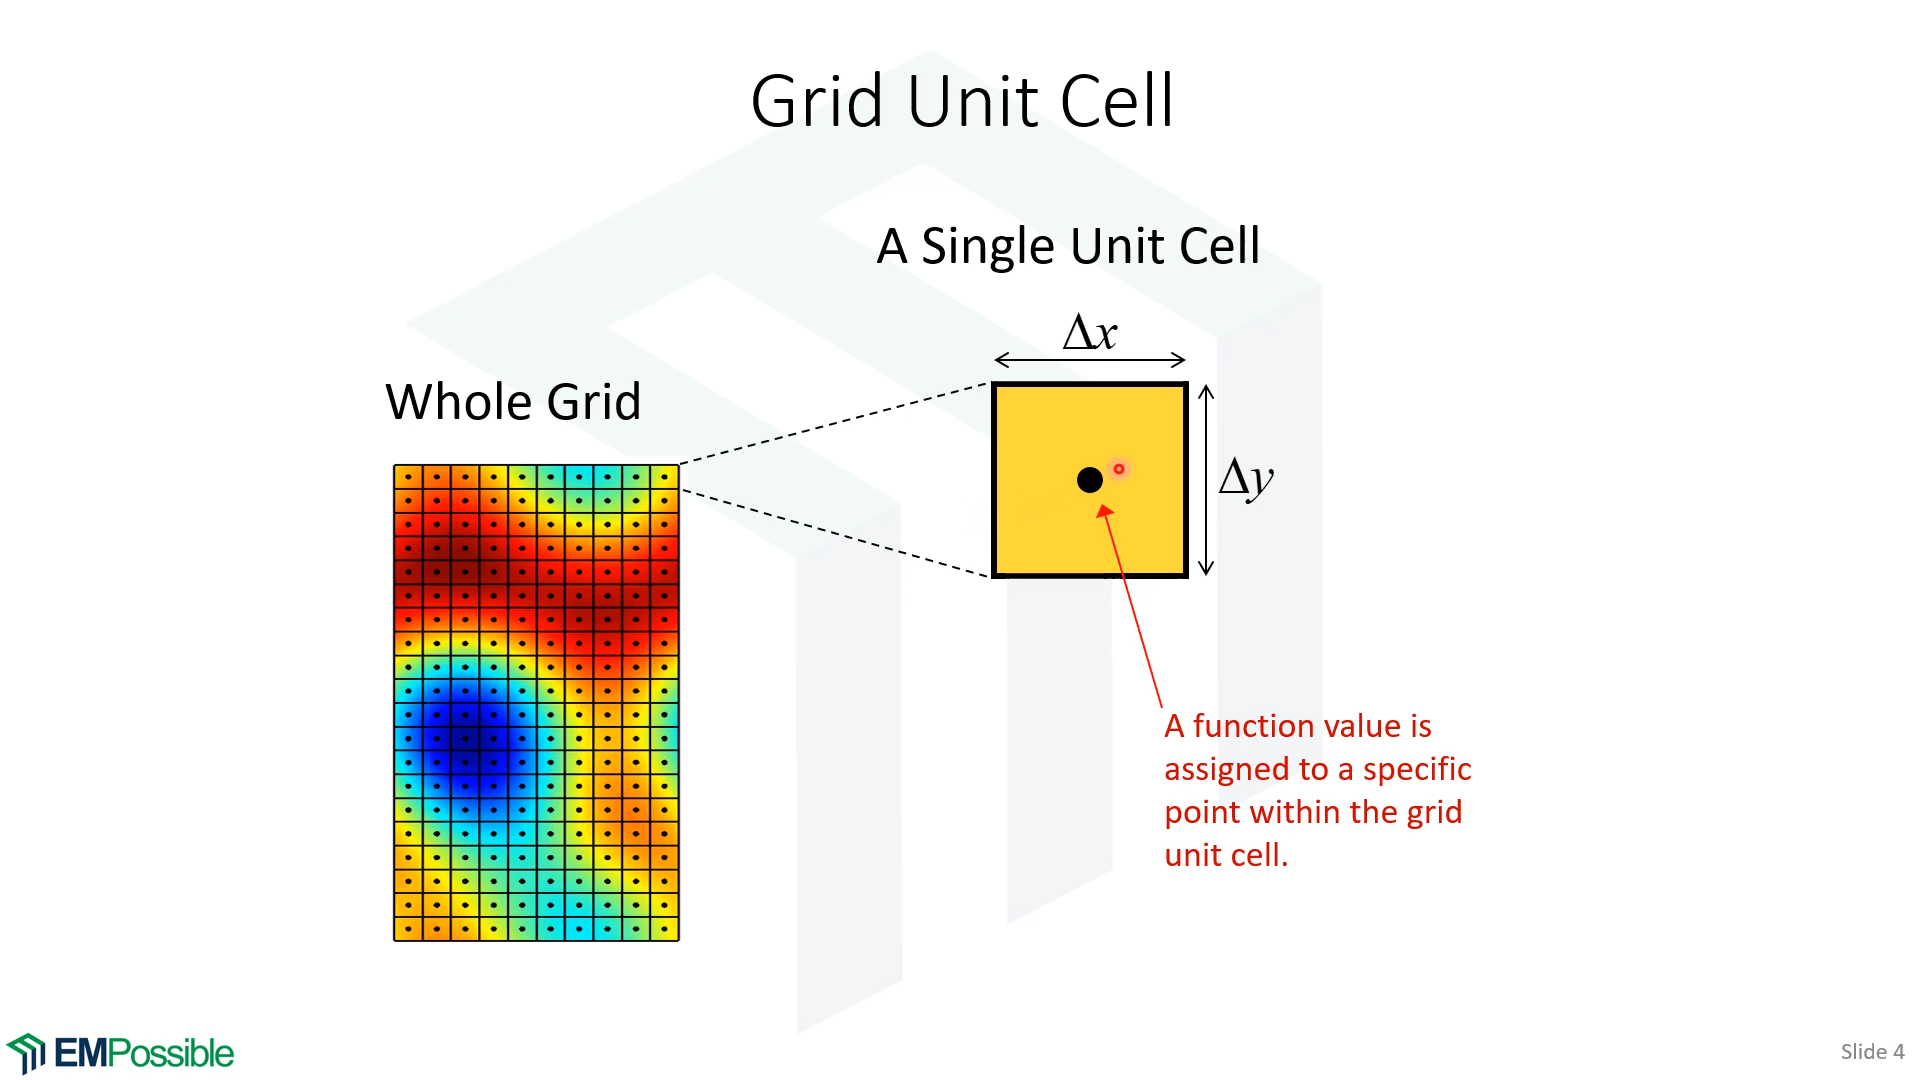 Grid Unit Cell
A Single Unit Cell
Δx
Whole Grid
Δy
A function value is
assigned to a specific
point within the grid
unit cell.
EMPossible
Slide 4